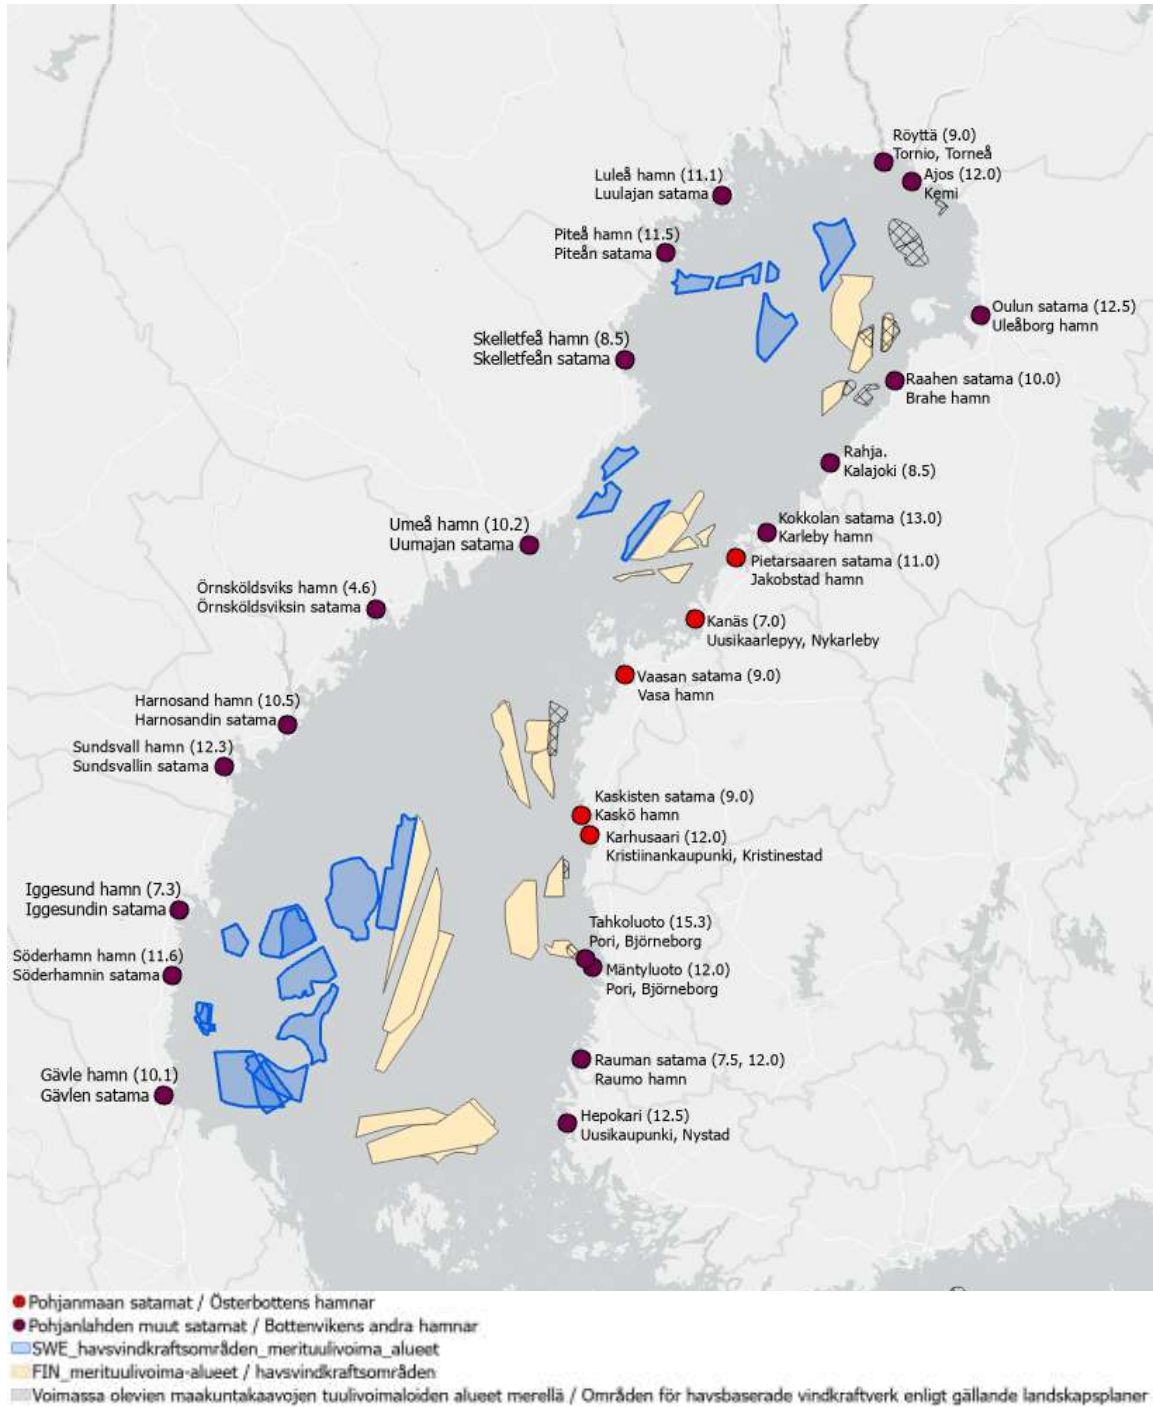 Röyttä (9.0)
Tornio, Torneå
Ajos (12.0)
Kemi
Luleå hamn (11.1)
Luulajan satama
Piteå hamn (11.5)
Piteån satama
Oulun satama (12.5)
Uleåborg hamn
Skelletfeå hamn (8.5)
Skelletfeån satama
Raahen satama (10.0)
Brahe hamn
Rahja.
Kalajoki (8.5)
Kokkolan satama (13.0)
Karleby hamn
Umeå hamn (10.2)
Uumajan satama
Pietarsaaren satama (11.0)
Jakobstad hamn
Örnsköldsviks hamn (4.6)
Örnsköldsviksin satama
Kanäs (7.0)
Uusikaarlepyy, Nykarleby
Vaasan satama (9.0)
Vasa hamn
Harnosand hamn (10.5)
Harnosandin satama
Sundsvall hamn (12.3)
Sundsvallin satama
Kaskisten satama (9.0)
Kaskö hamn
Karhusaari (12.0)
Kristiinankaupunki, Kristinestad
Iggesund hamn (7.3)
Iggesundin satama
Tahkoluoto (15.3)
Pori, Björneborg
Söderhamn hamn (11.6)
Söderhamnin satama
Mäntyluoto (12.0)
Pori, Björneborg
Rauman satama (7.5, 12.0)
Raumo hamn
Gävle hamn (10.1)
Gävlen satama
Hepokari (12.5)
Uusikaupunki, Nystad
Pohjanmaan satamat / Österbottens hamnar
Pohjanlahden muut satamat / Bottenvikens andra hamnar
SWE_havsvindkraftsområden_merituulivoima_alueet
FIN_merituulivoima-alueet / havsvindkraftsområden
Voimassa olevien maakuntakaavojen tuulivoimaloiden alueet merellä / Områden för havsbaserade vindkraftverk enligt gällande landskapsplaner